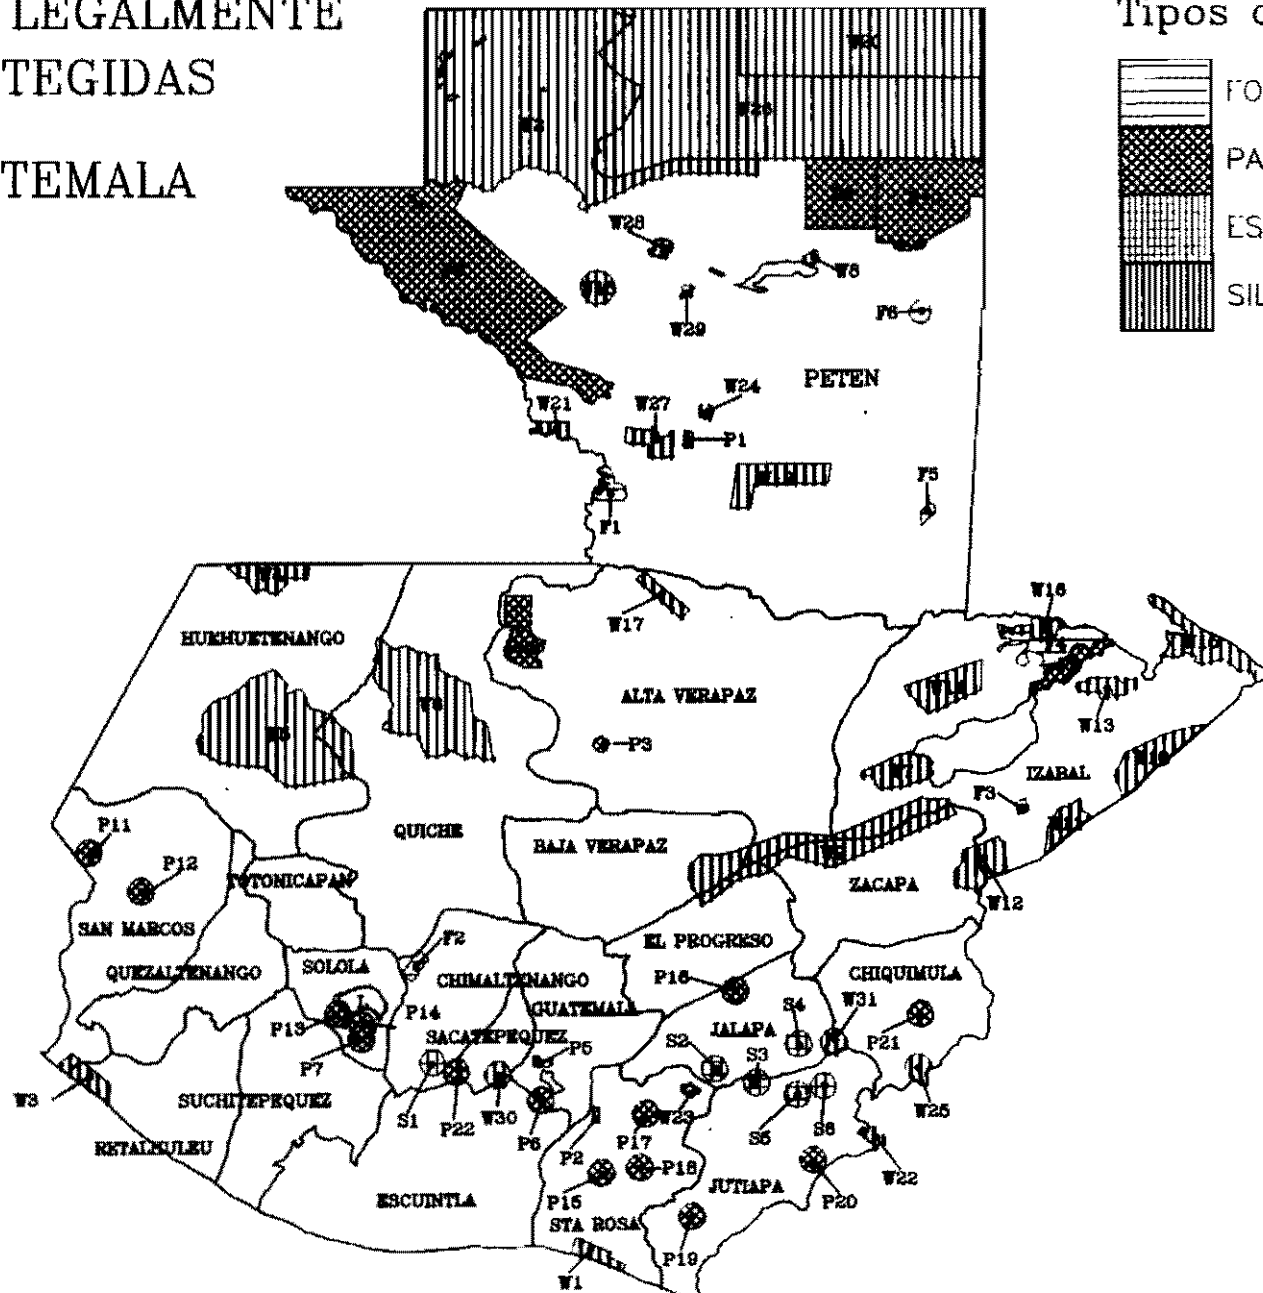 LEGALMENTE
TEGIDAS
TEMALA
Tipos
FO
PA
ES
SIL
W2
W26
W28
W8
W29
F6
PETEN
W24
W21
W27
P1
F5
F1
W17
W16
HUEHUETENANGO
ALTA VERAPAZ
W13
P3
IZABAL
F3
P11
QUICHE
BAJA VERAPAZ
P12
TOTONICAPAN
ZACAPA
W12
SAN MARCOS
F2
EL PROGRESO
QUEZALTENANGO
SOLOLA
CHIMALTENANGO
P16
CHIQUIMULA
GUATEMALA
S4
W31
P13
P14
SACATEPEQUEZ
JALAPA
P21
P7
P5
S2
S3
W3
SUCHITEPEQUEZ
S1
P22
W30
P6
W23
S5
S6
W25
P2
P17
RETALHULEU
P18
W22
ESCUINTLA
P15
JUTIAPA
P20
STA ROSA
P19
W1